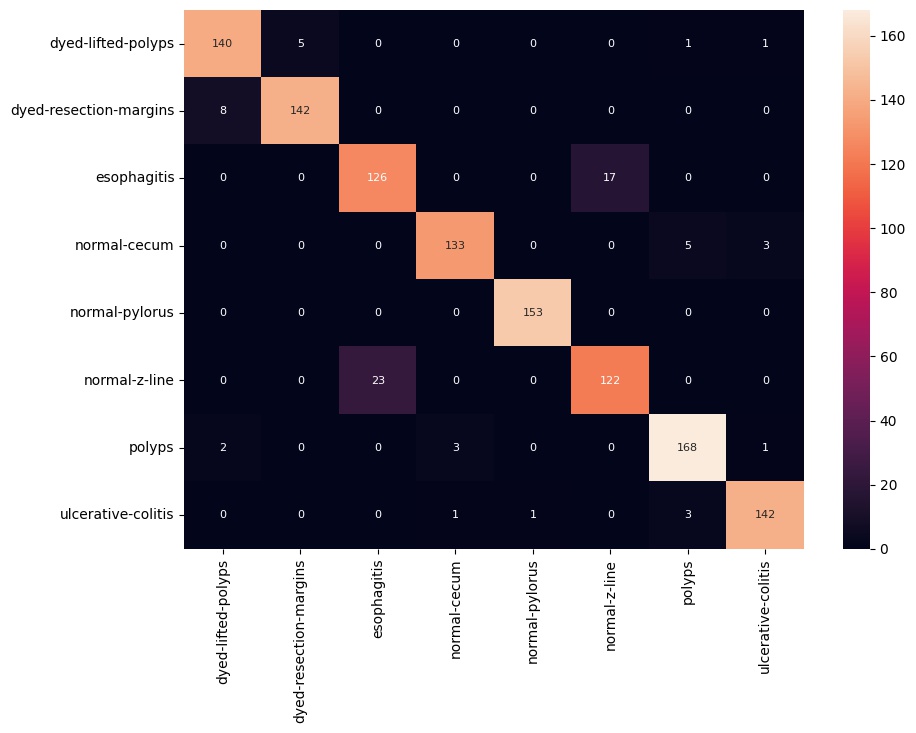 dyed-lifted-polyps 140 5 0 0 0 0 1 1
dyed-resection-margins 8 142 0 0 0 0 0 0
esophagitis 0 0 126 0 0 17 0 0
normal-cecum 0 0 0 133 0 0 5 3
normal-pylorus 0 0 0 0 153 0 0 0
normal-z-line 0 0 23 0 0 122 0 0
polyps 2 0 0 3 0 0 168 1
ulcerative-colitis 0 0 0 1 1 0 3 142
dyed-lifted-polyps
dyed-resection-margins
esophagitis
normal-cecum
normal-pylorus
normal-z-line
polyps
ulcerative-colitis
160
140
120
100
80
60
40
20
0